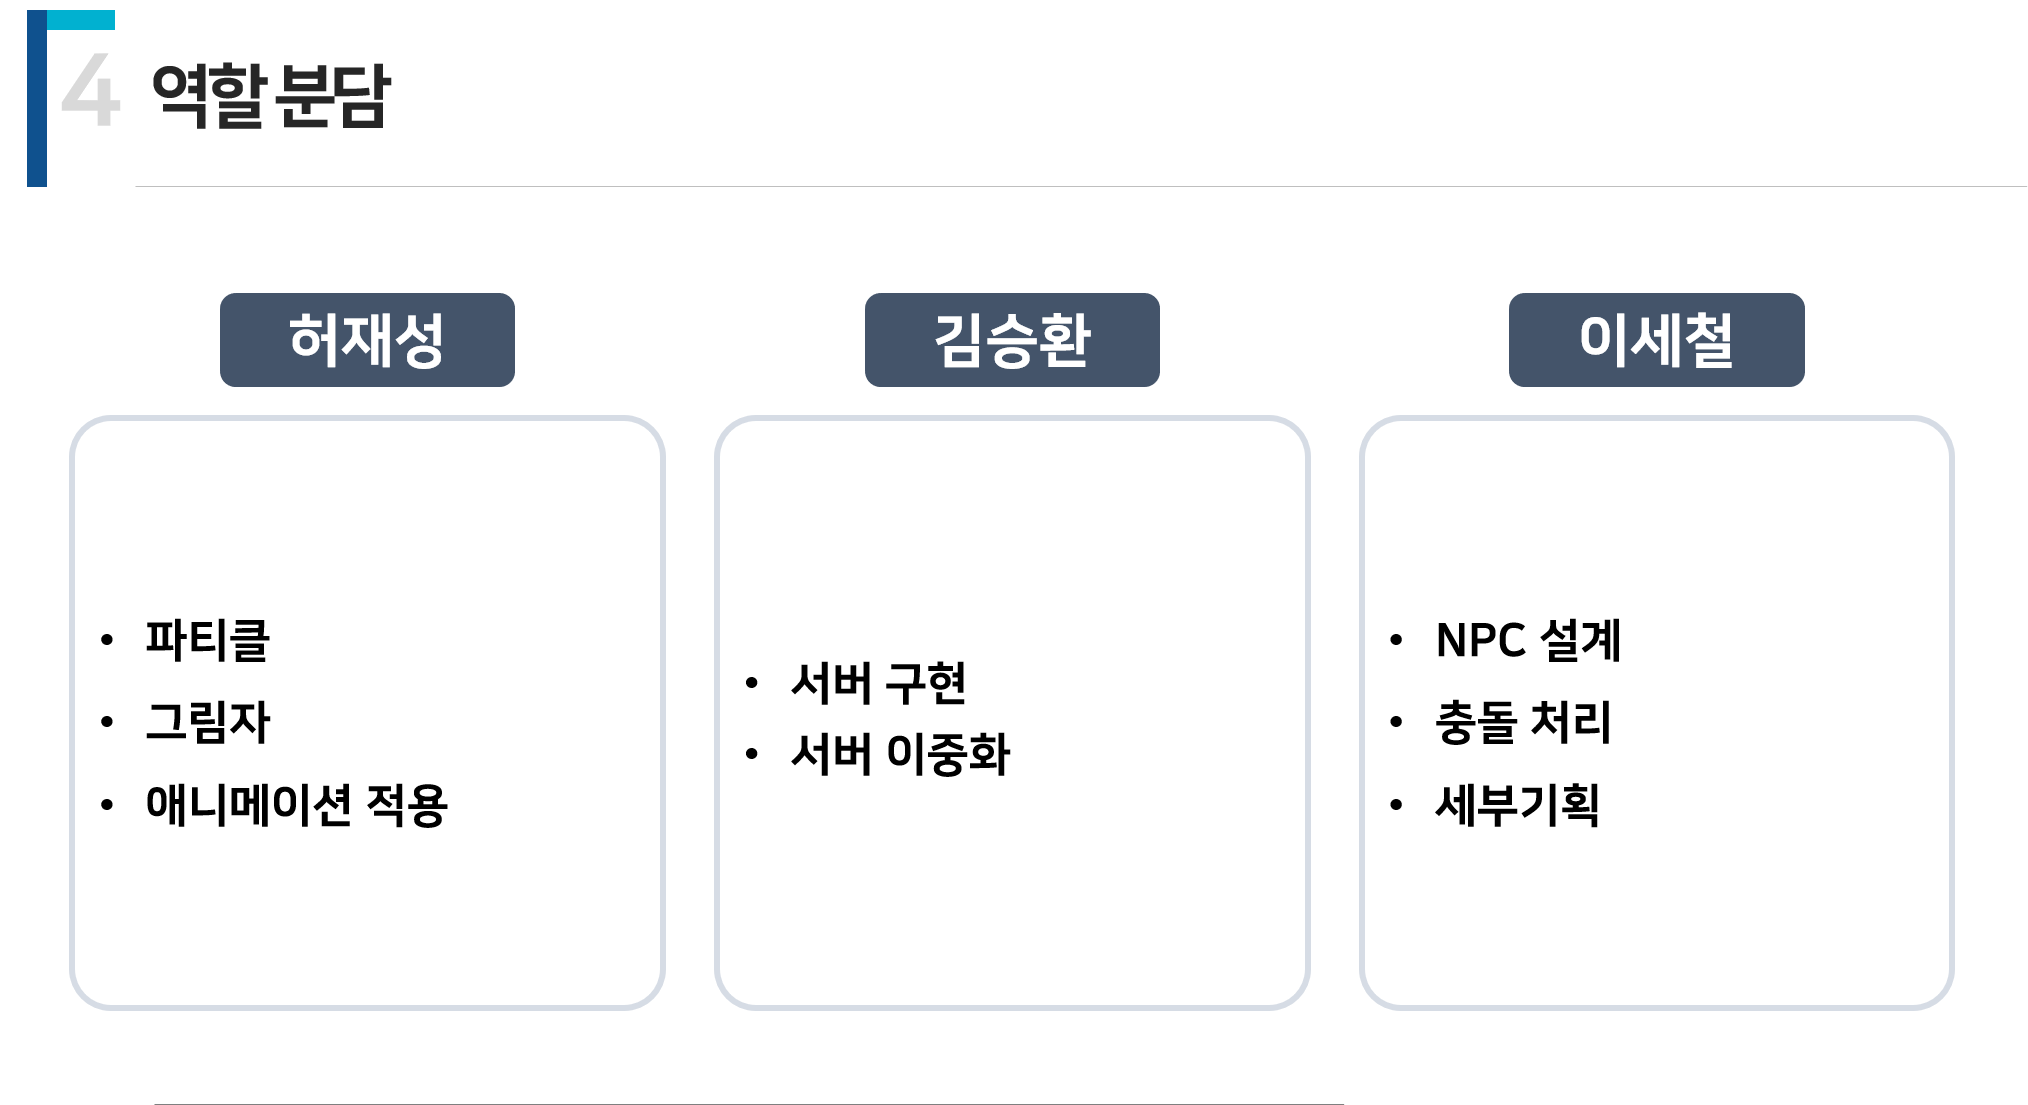 4 역할 분담
허재성
• 파티클
• 그림자
• 애니메이션 적용
김승환
• 서버 구현
• 서버 이중화
이세철
• NPC 설계
• 충돌 처리
• 세부기획